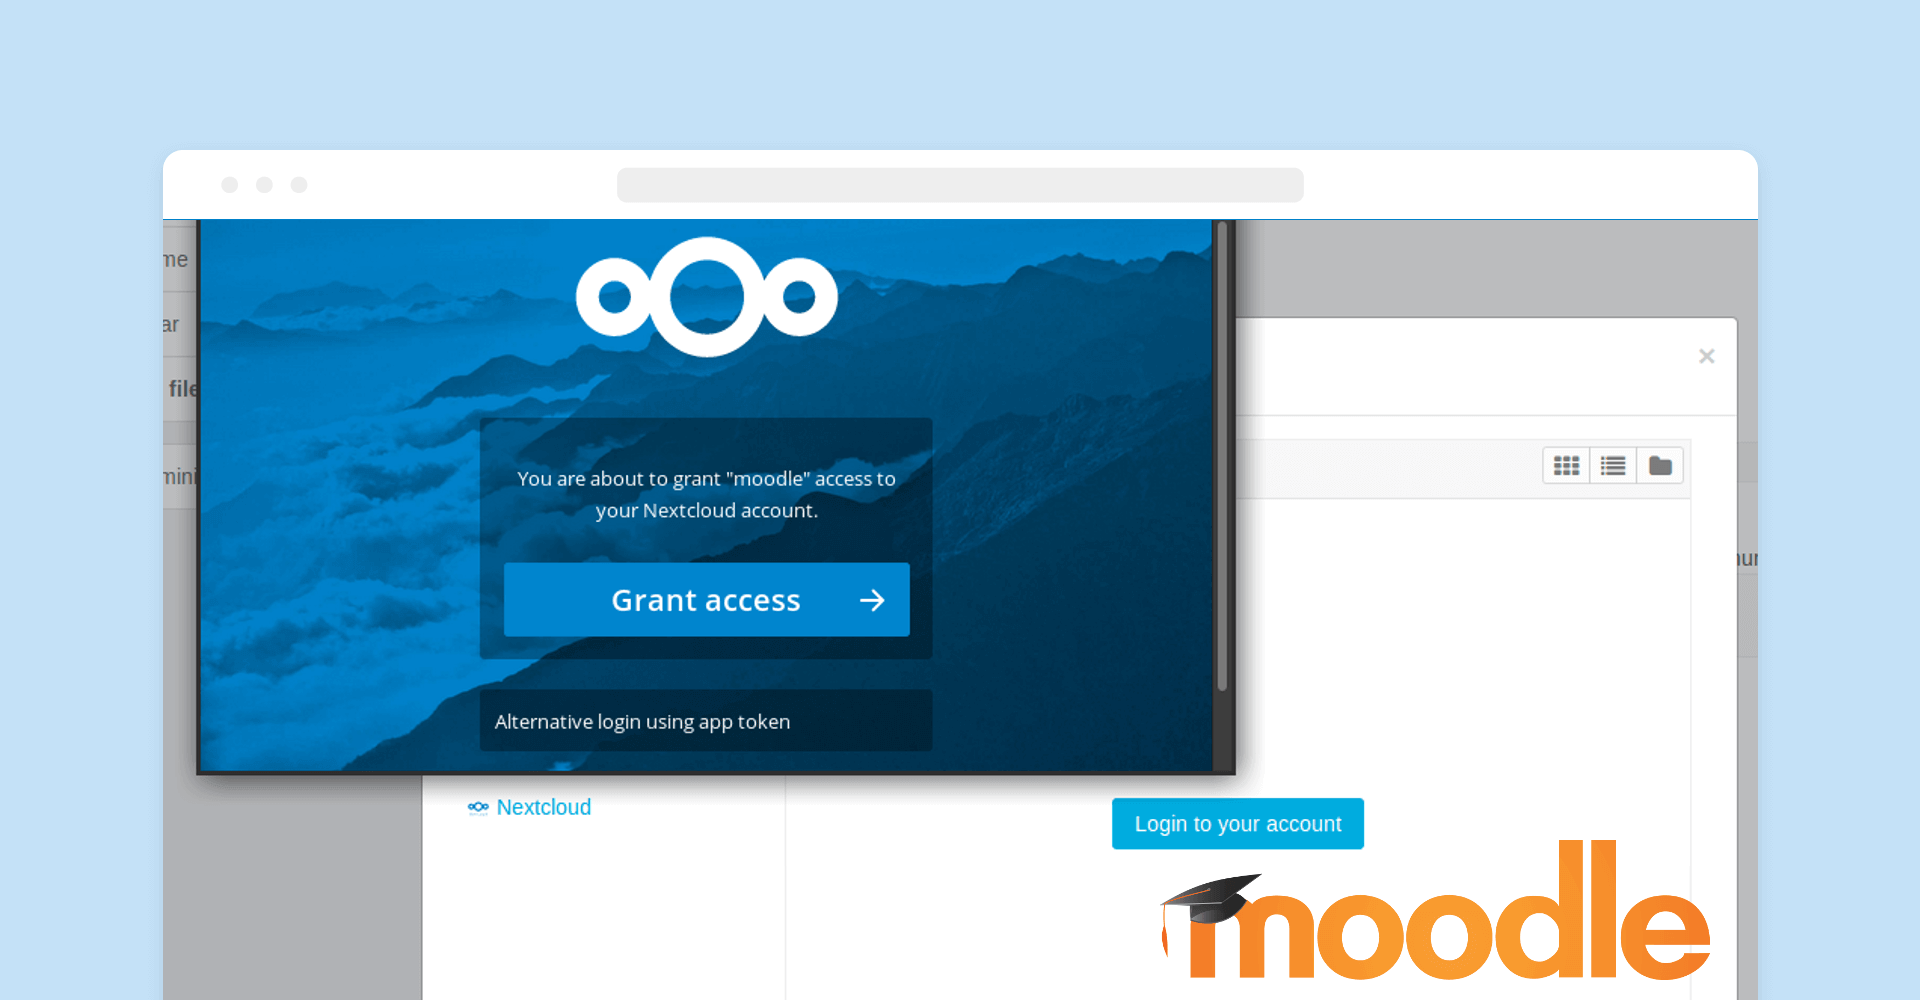 me
ar
file
mini
You are about to grant "moodle" access to
your Nextcloud account.
Grant access
Alternative login using app token
Nextcloud
Login to your account
moodle